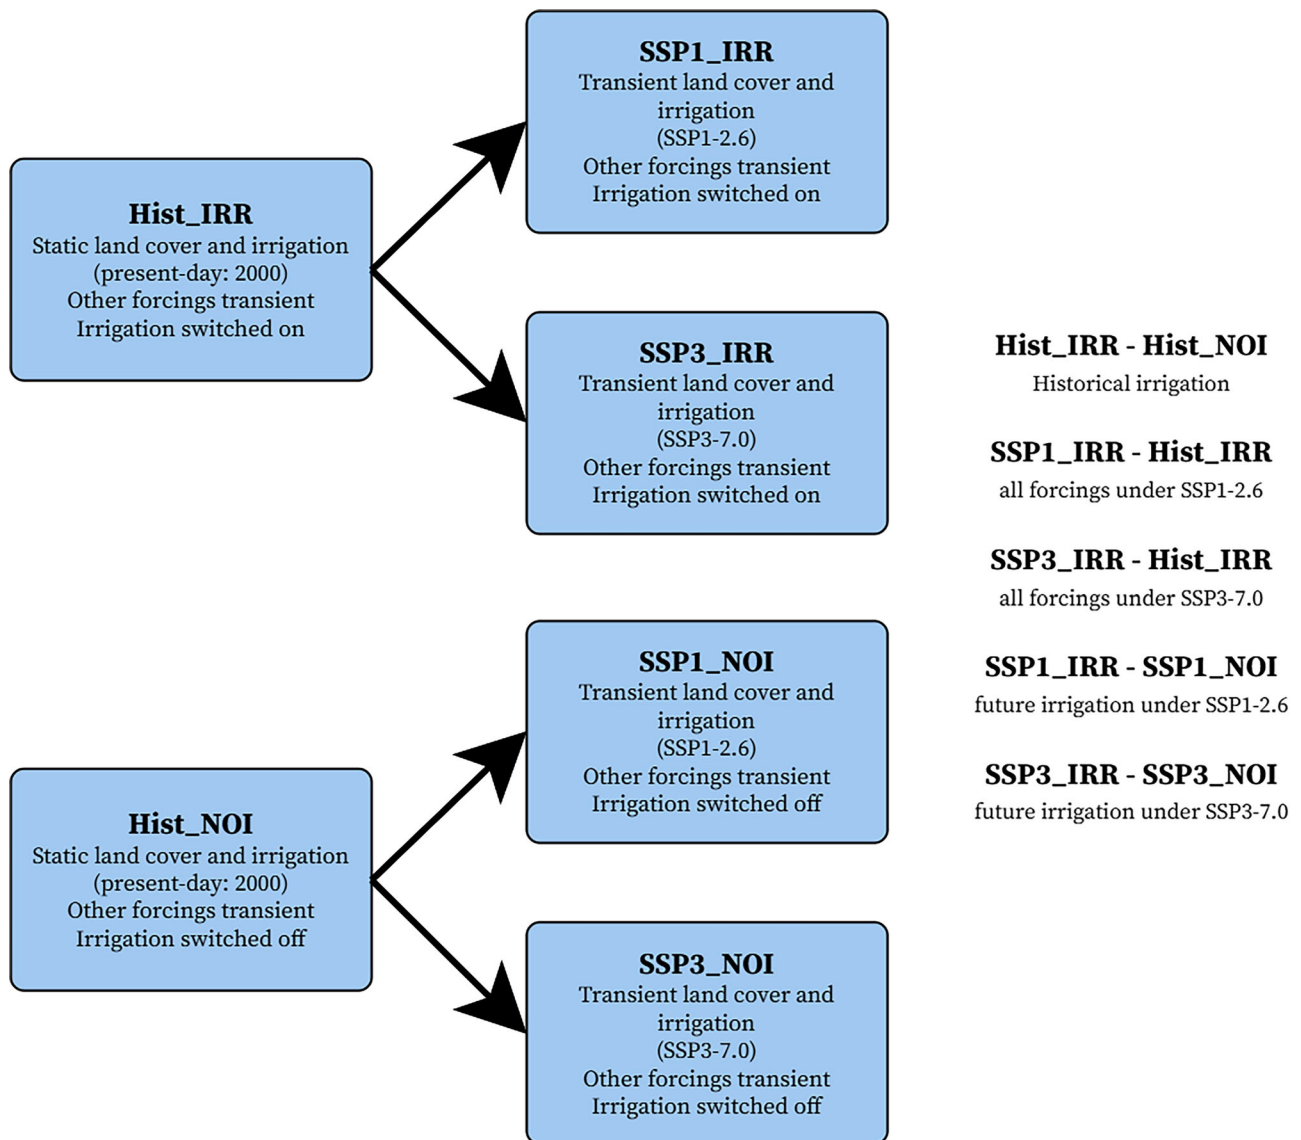 Hist_IRR
Static land cover and irrigation
(present-day: 2000)
Other forcings transient
Irrigation switched on
SSP1_IRR
Transient land cover and
irrigation
(SSP1-2.6)
Other forcings transient
Irrigation switched on
SSP3_IRR
Transient land cover and
irrigation
(SSP3-7.0)
Other forcings transient
Irrigation switched on
Hist_NOI
Static land cover and irrigation
(present-day: 2000)
Other forcings transient
Irrigation switched off
SSP1_NOI
Transient land cover and
irrigation
(SSP1-2.6)
Other forcings transient
Irrigation switched off
SSP3_NOI
Transient land cover and
irrigation
(SSP3-7.0)
Other forcings transient
Irrigation switched off
Hist_IRR - Hist_NOI
Historical irrigation
SSP1_IRR - Hist_IRR
all forcings under SSP1-2.6
SSP3_IRR - Hist_IRR
all forcings under SSP3-7.0
SSP1_IRR - SSP1_NOI
future irrigation under SSP1-2.6
SSP3_IRR - SSP3_NOI
future irrigation under SSP3-7.0